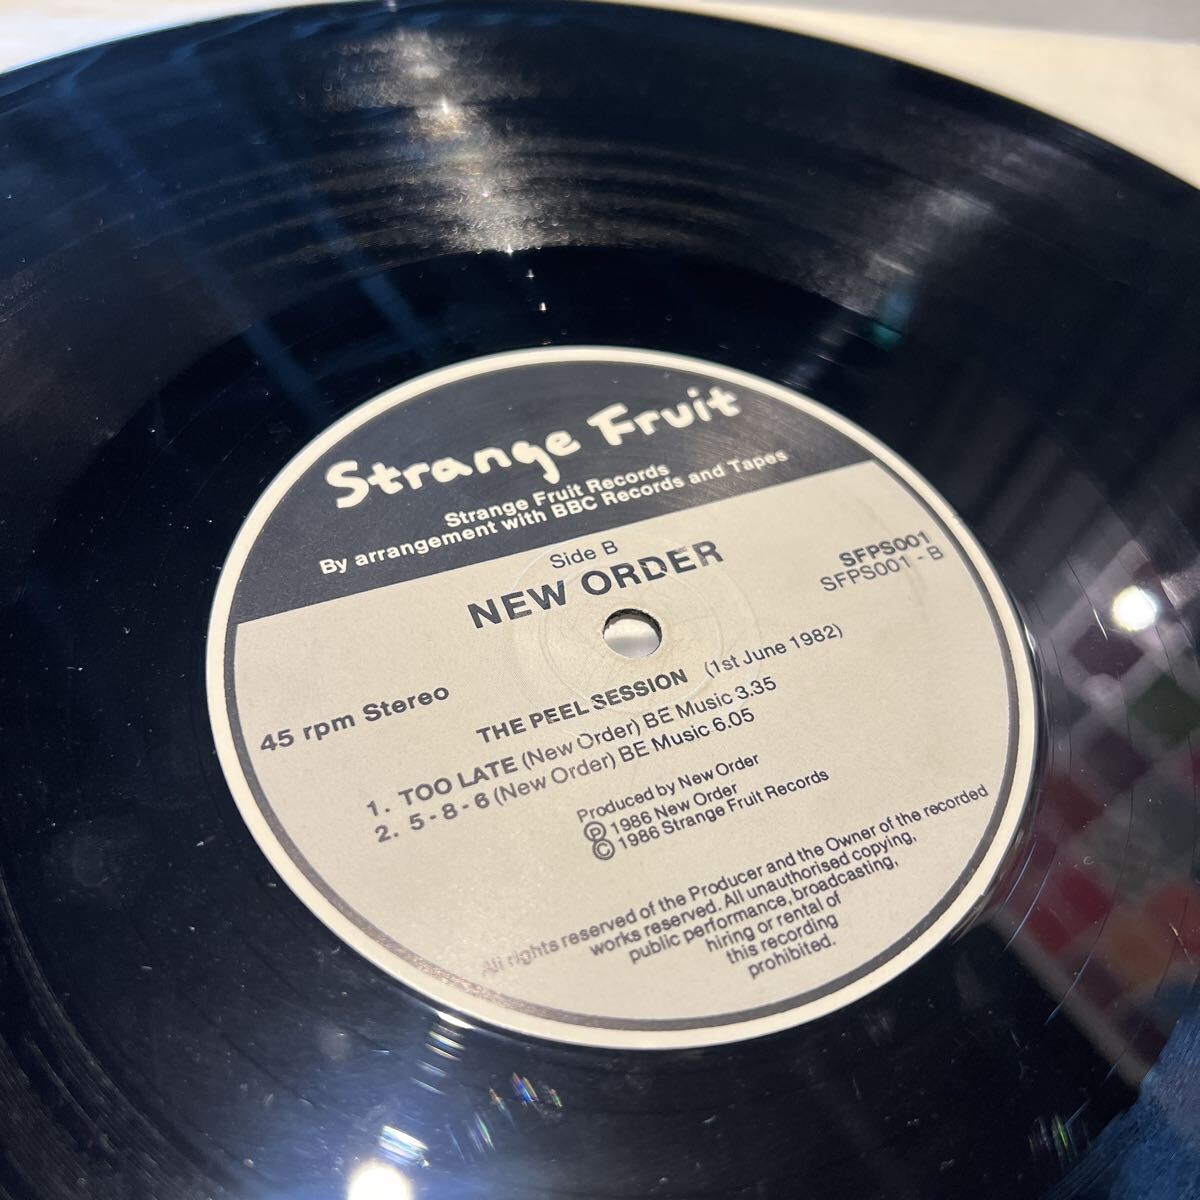 Strange Fruit
Strange Fruit Records
By arrangement with BBC Records and Tapes
Side B
NEW ORDER
SFPS001
SFPS001 - B
45 rpm Stereo
THE PEEL SESSION (1st June 1982)
1. TOO LATE (New Order) BE Music 3.35
2. 5 - 8 - 6 (New Order) BE Music 6.05
Produced by New Order
Ⓟ 1986 New Order
© 1986 Strange Fruit Records
All rights reserved of the Producer and the Owner of the recorded
works reserved. All unauthorised copying,
public performance, broadcasting,
hiring or rental of
this recording
prohibited.